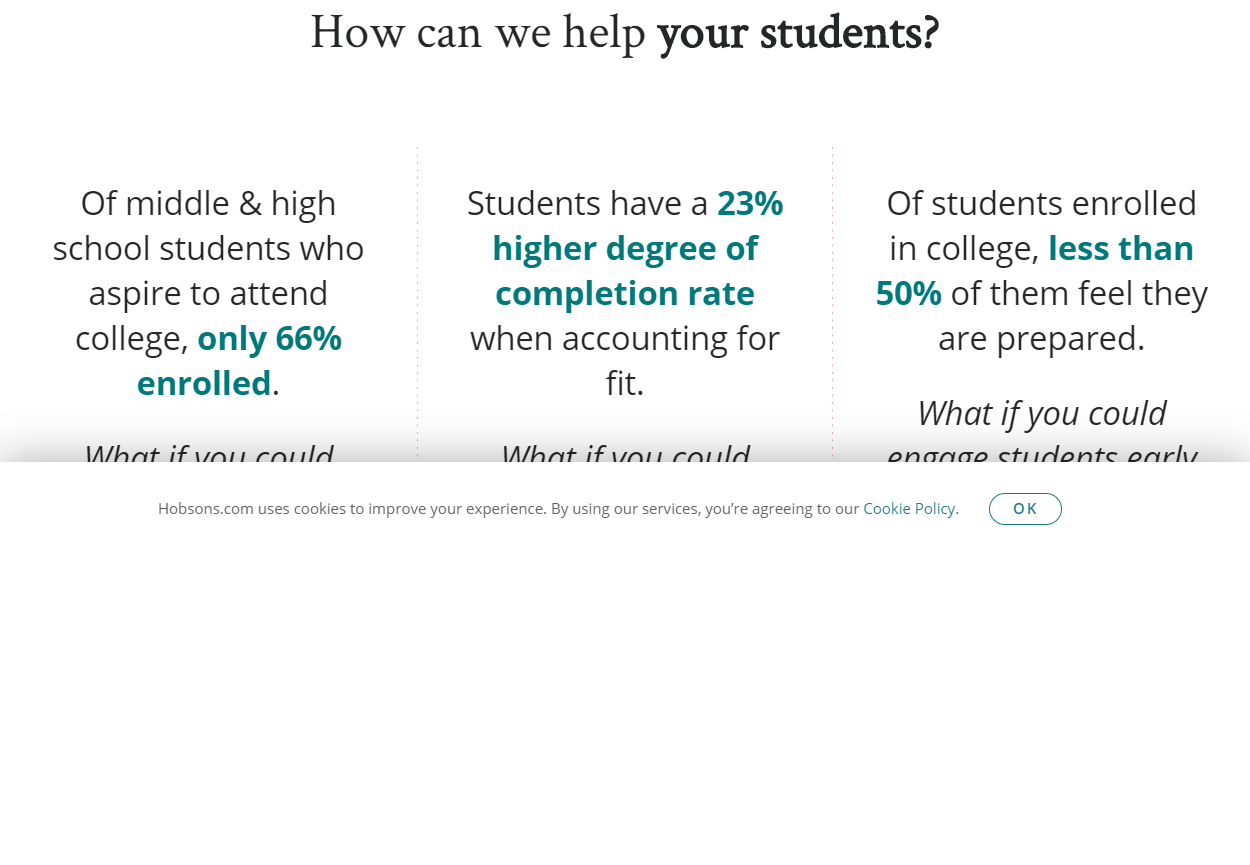 How can we help your students?
Of middle & high
school students who
aspire to attend
college, only 66%
enrolled.
What if you could
Students have a 23%
higher degree of
completion rate
when accounting for
fit.
What if you could
Of students enrolled
in college, less than
50% of them feel they
are prepared.
What if you could
engage students early
Hobsons.com uses cookies to improve your experience. By using our services, you’re agreeing to our Cookie Policy.
OK